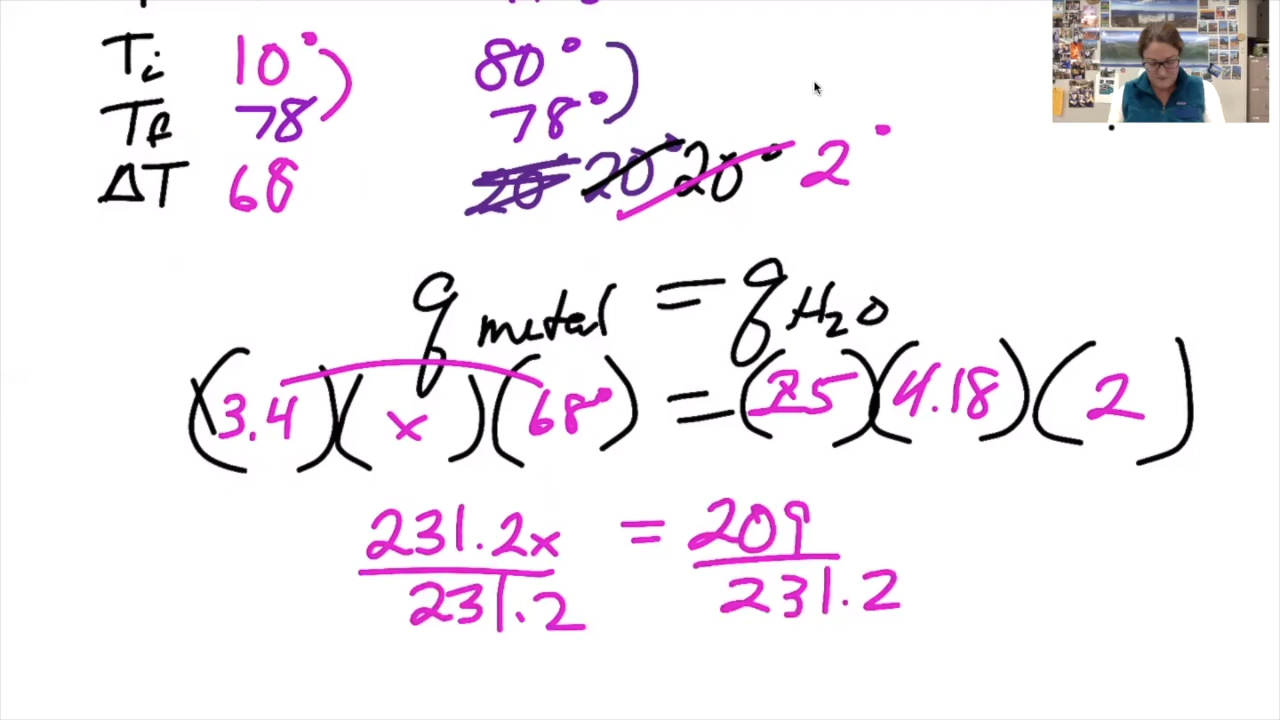 Ti 10° 80°
Tf 78 78°
ΔT 68 20 20° 20° 2°
q metal = q H₂O
(3.4)(x)(68°) = (25)(4.18)(2)
231.2x = 209
231.2 231.2